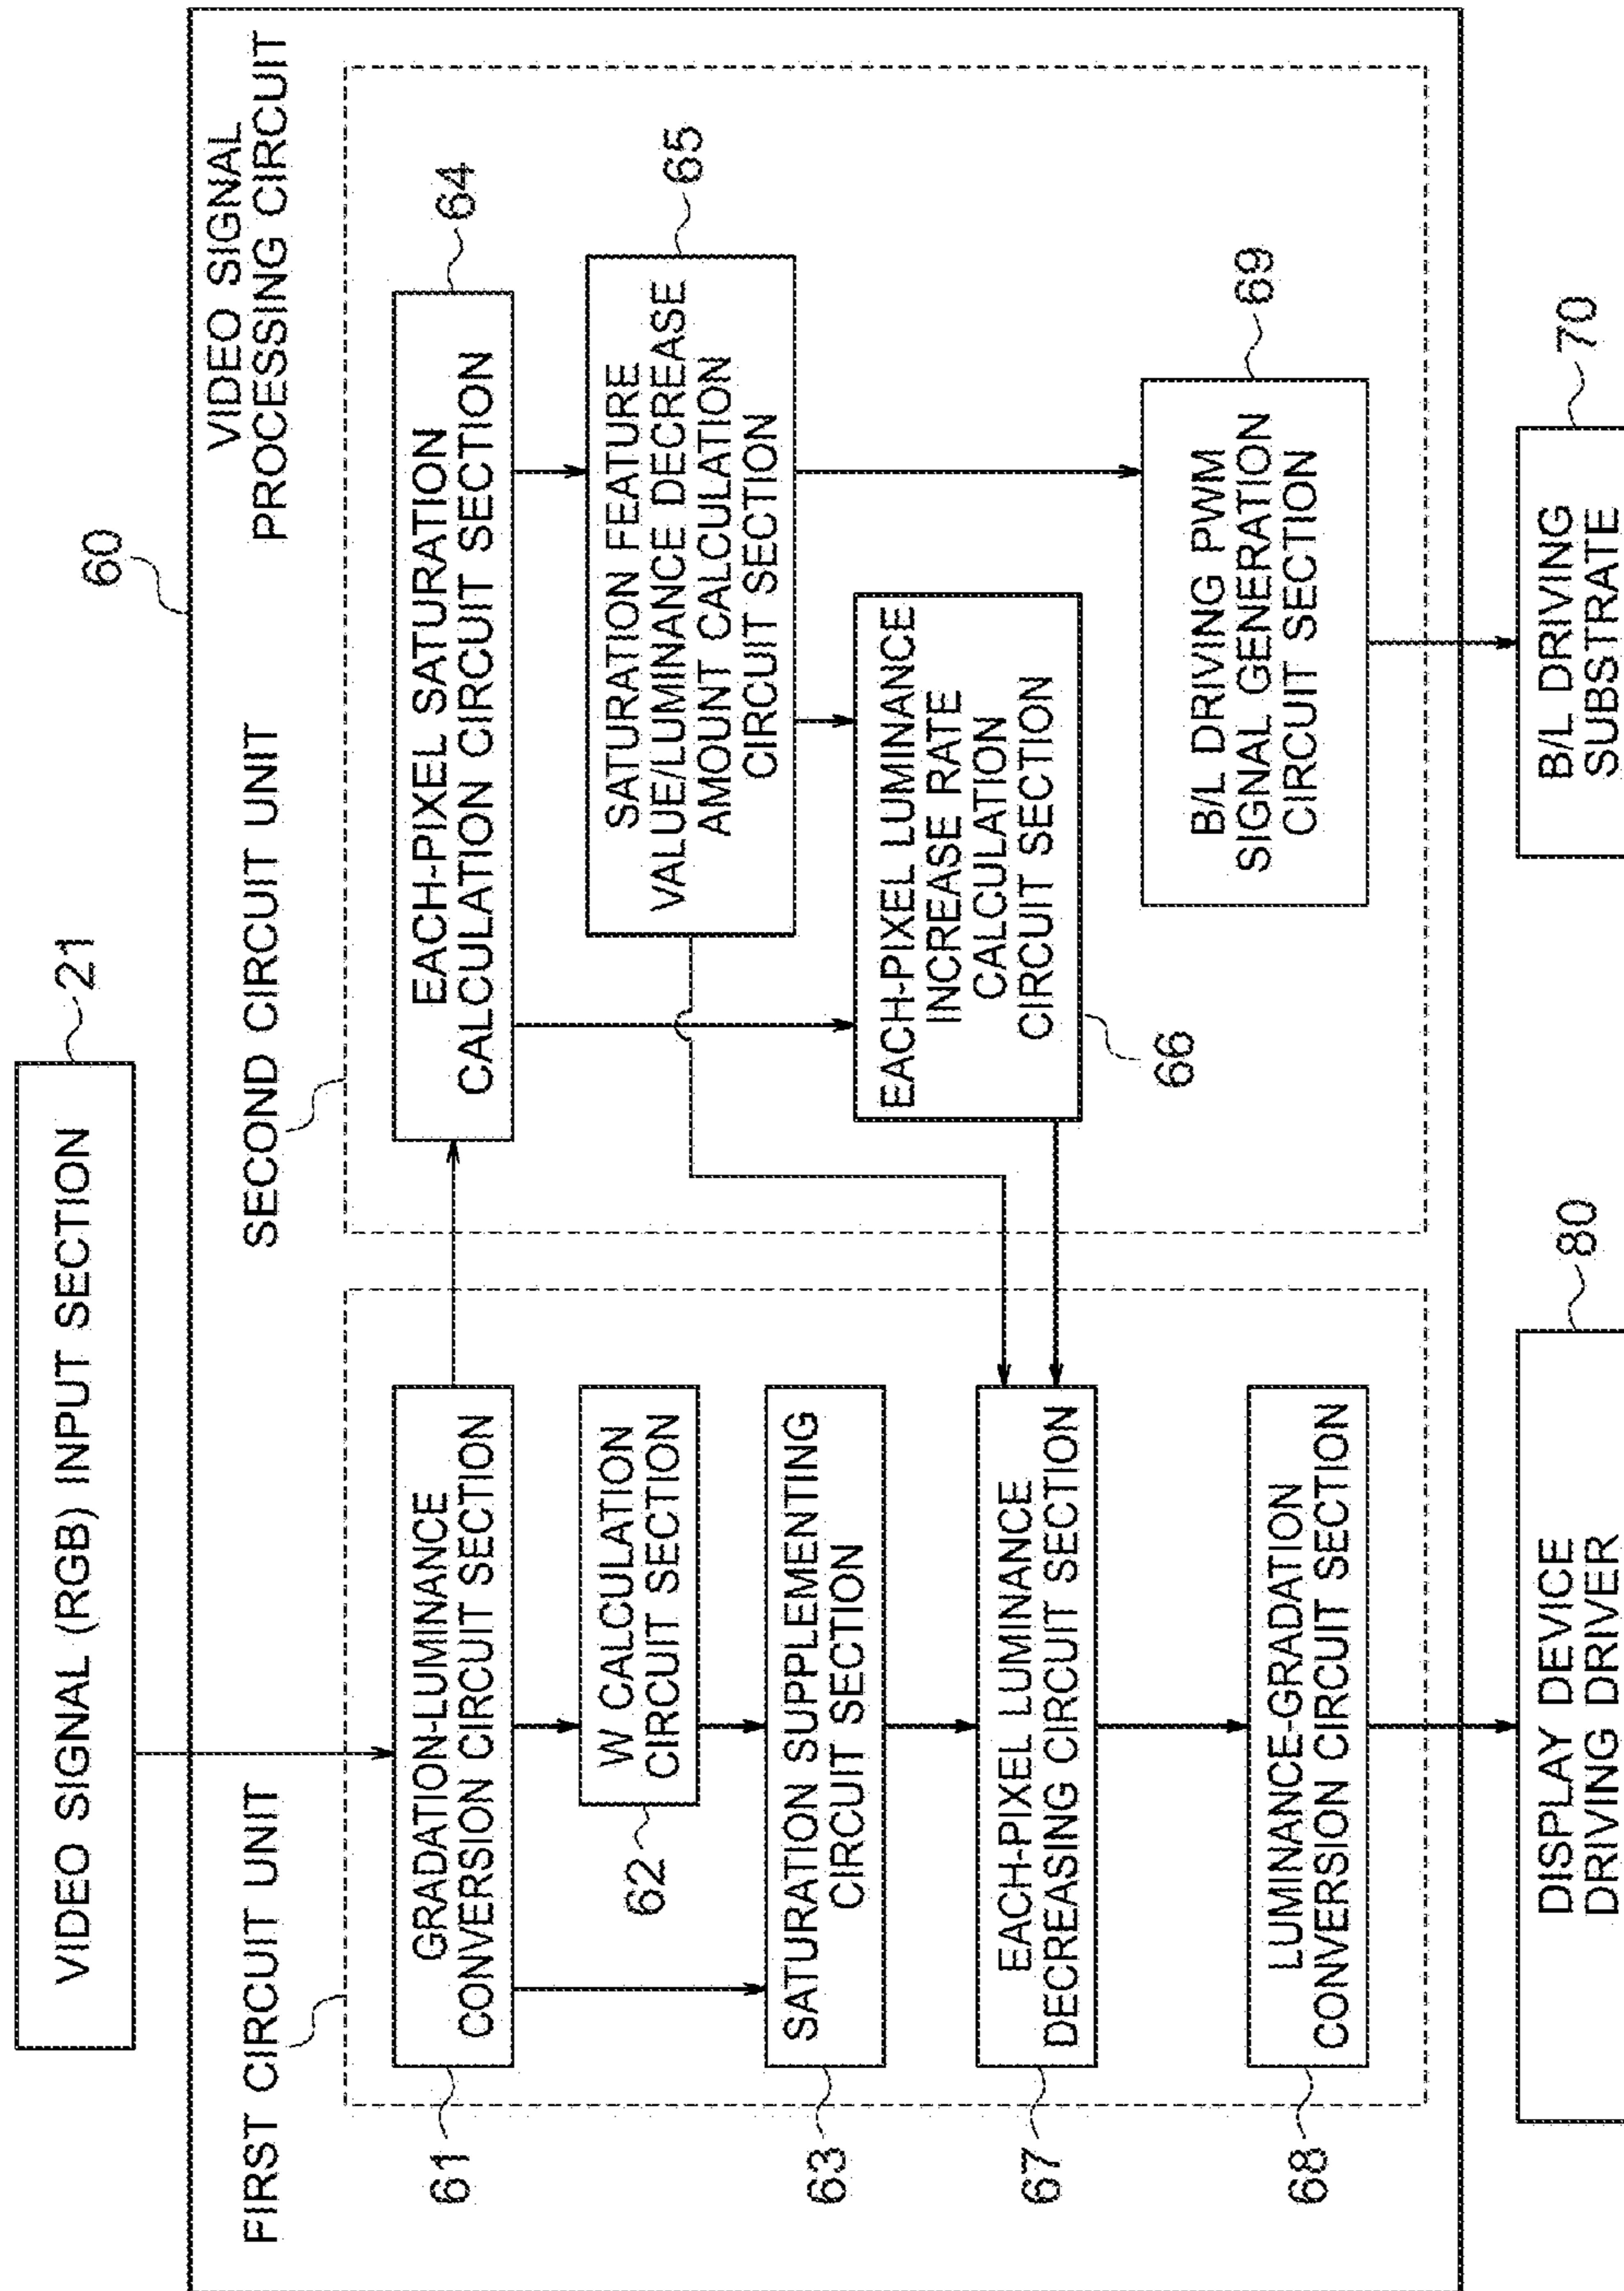 VIDEO SIGNAL (RGB) INPUT SECTION
21
60
VIDEO SIGNAL
PROCESSING CIRCUIT
FIRST CIRCUIT UNIT
SECOND CIRCUIT UNIT
61
GRADATION-LUMINANCE
CONVERSION CIRCUIT SECTION
62
W CALCULATION
CIRCUIT SECTION
63
SATURATION SUPPLEMENTING
CIRCUIT SECTION
67
EACH-PIXEL LUMINANCE
DECREASING CIRCUIT SECTION
68
LUMINANCE-GRADATION
CONVERSION CIRCUIT SECTION
EACH-PIXEL SATURATION
CALCULATION CIRCUIT SECTION
64
SATURATION FEATURE
VALUE/LUMINANCE DECREASE
AMOUNT CALCULATION
CIRCUIT SECTION
65
EACH-PIXEL LUMINANCE
INCREASE RATE
CALCULATION
CIRCUIT SECTION
66
B/L DRIVING PWM
SIGNAL GENERATION
CIRCUIT SECTION
69
DISPLAY DEVICE
DRIVING DRIVER
80
B/L DRIVING
SUBSTRATE
70